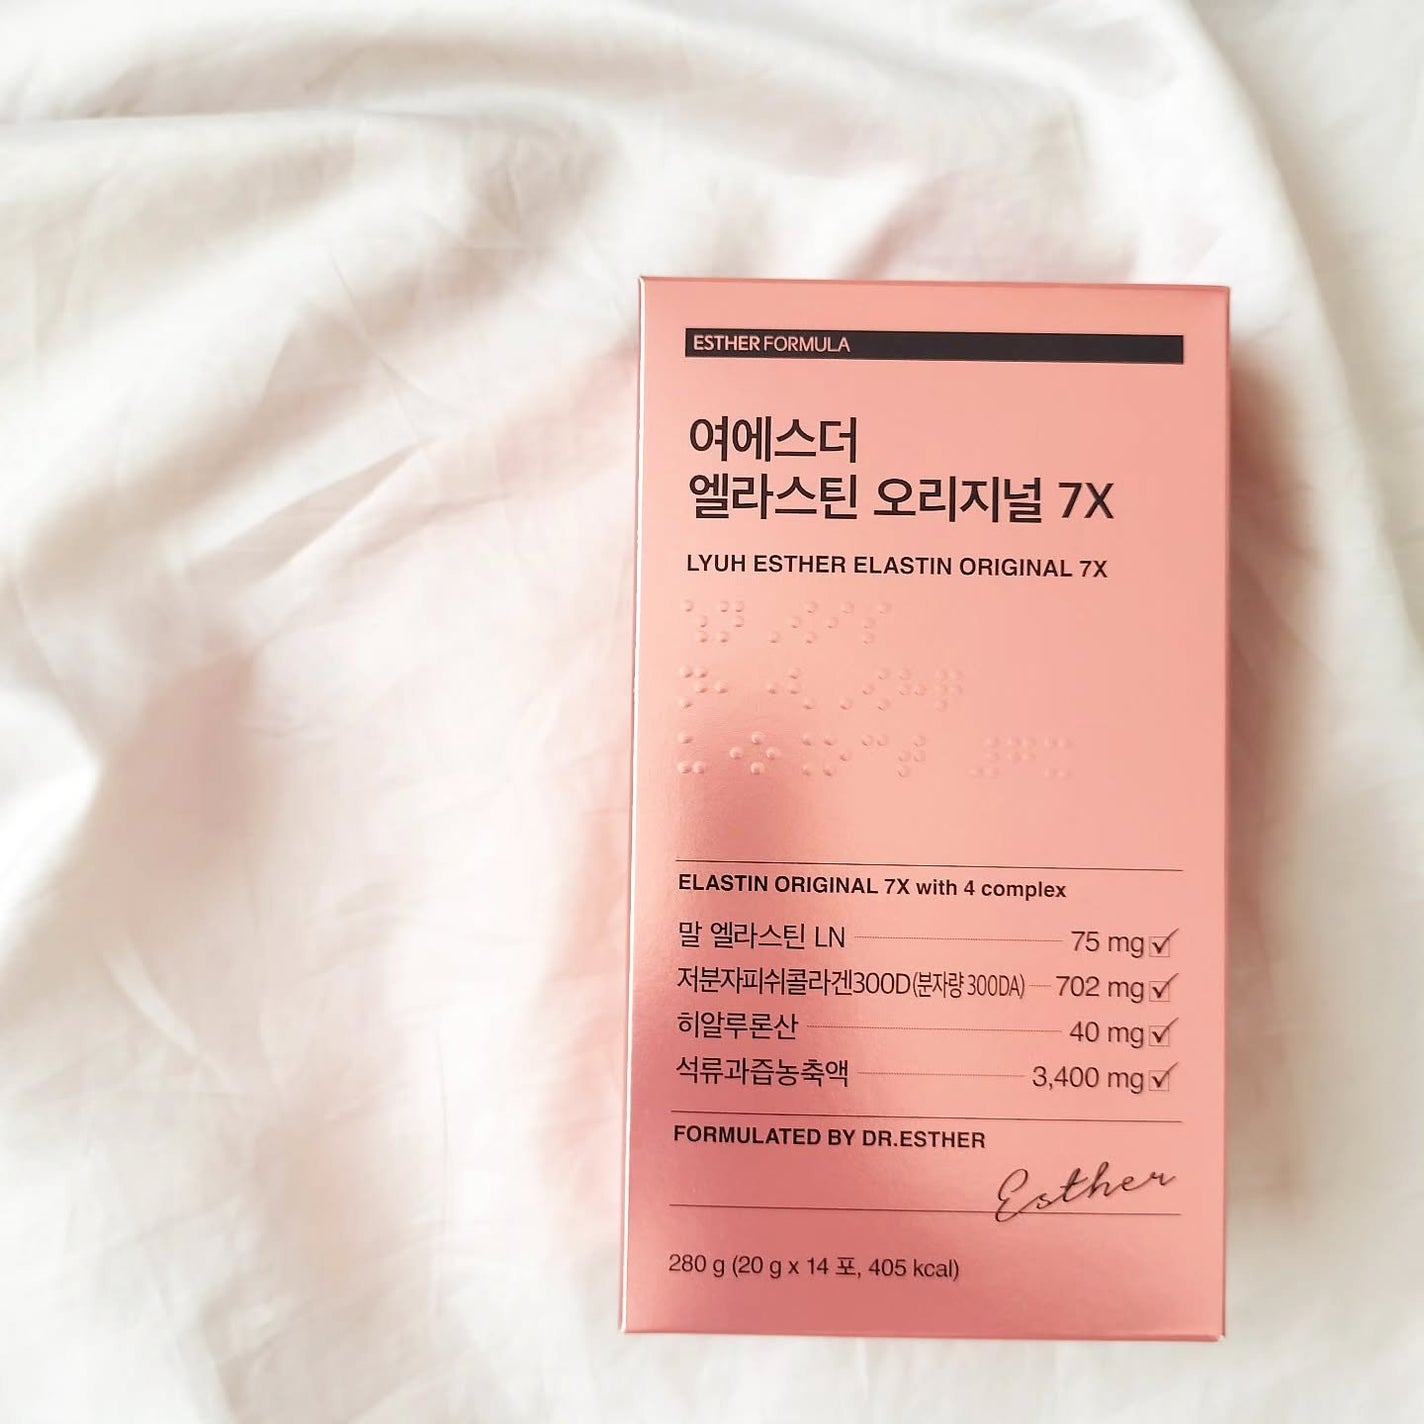 ESTHER FORMULA
여에스더
엘라스틴 오리지널 7X
LYUH ESTHER ELASTIN ORIGINAL 7X
ELASTIN ORIGINAL 7X with 4 complex
말 엘라스틴 LN 75 mg
저분자피쉬콜라겐300D(분자량 300DA) 702 mg
히알루론산 40 mg
석류과즙농축액 3,400 mg
FORMULATED BY DR.ESTHER
Esther
280 g (20 g x 14 포, 405 kcal)